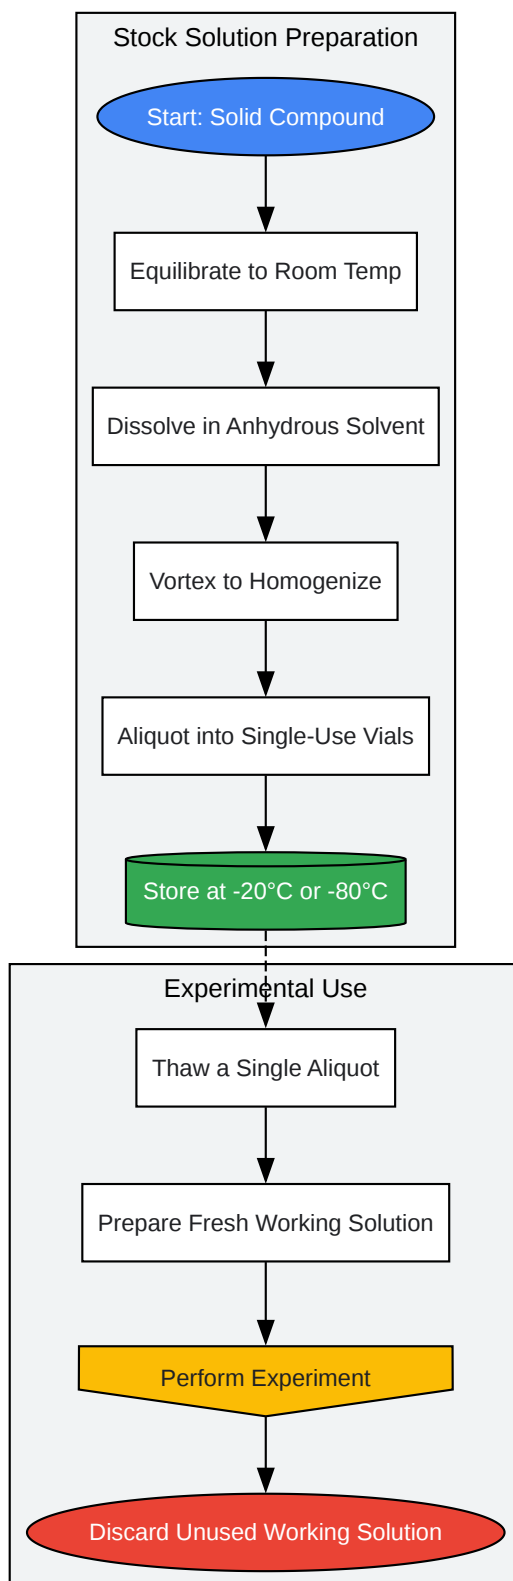 Stock Solution Preparation
Start: Solid Compound
Equilibrate to Room Temp
Dissolve in Anhydrous Solvent
Vortex to Homogenize
Aliquot into Single-Use Vials
Store at -20°C or -80°C
Experimental Use
Thaw a Single Aliquot
Prepare Fresh Working Solution
Perform Experiment
Discard Unused Working Solution